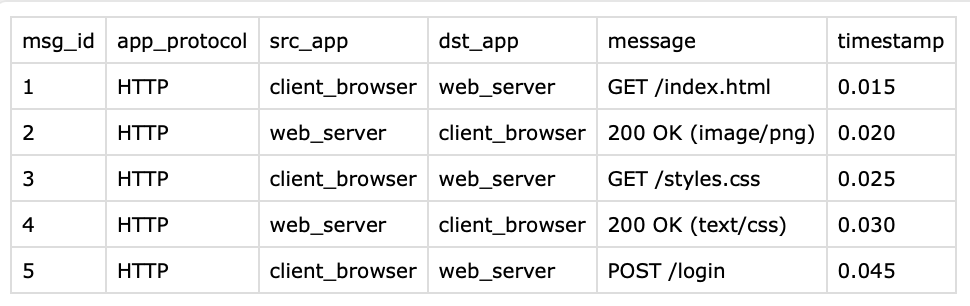 msg_id app_protocol src_app dst_app message timestamp
1 HTTP client_browser web_server GET /index.html 0.015
2 HTTP web_server client_browser 200 OK (image/png) 0.020
3 HTTP client_browser web_server GET /styles.css 0.025
4 HTTP web_server client_browser 200 OK (text/css) 0.030
5 HTTP client_browser web_server POST /login 0.045